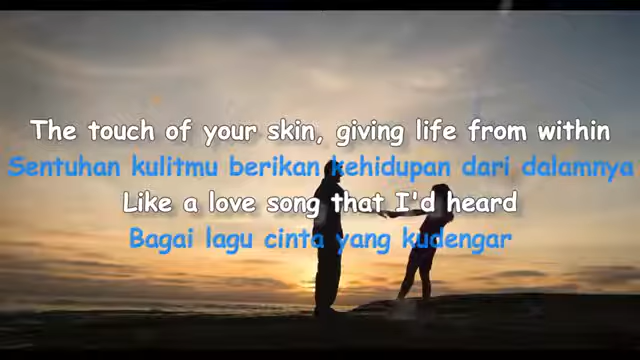 The touch of your skin, giving life from within
Sentuhan kulitmu berikan kehidupan dari dalamnya
Like a love song that I'd heard
Bagai lagu cinta yang kudengar